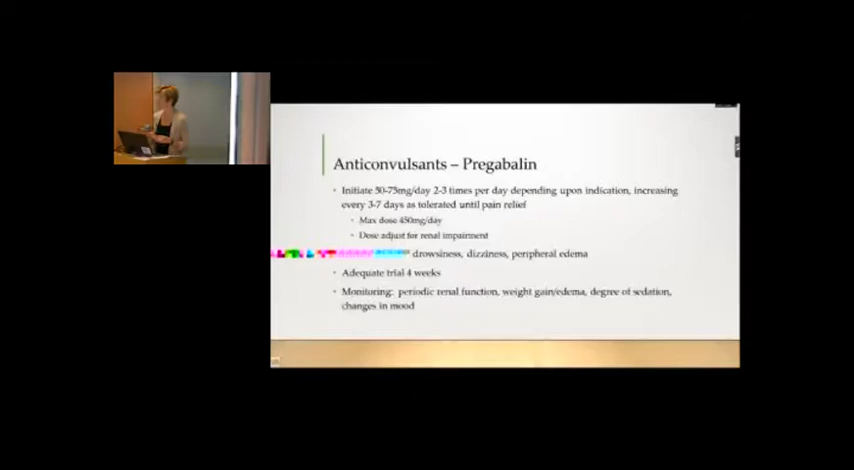 Anticonvulsants – Pregabalin
Initiate 50-75mg/day 2-3 times per day depending upon indication, increasing
every 3-7 days as tolerated until pain relief
Max dose 450mg/day
Dose adjust for renal impairment
drowsiness, dizziness, peripheral edema
Adequate trial 4 weeks
Monitoring: periodic renal function, weight gain/edema, degree of sedation,
changes in mood